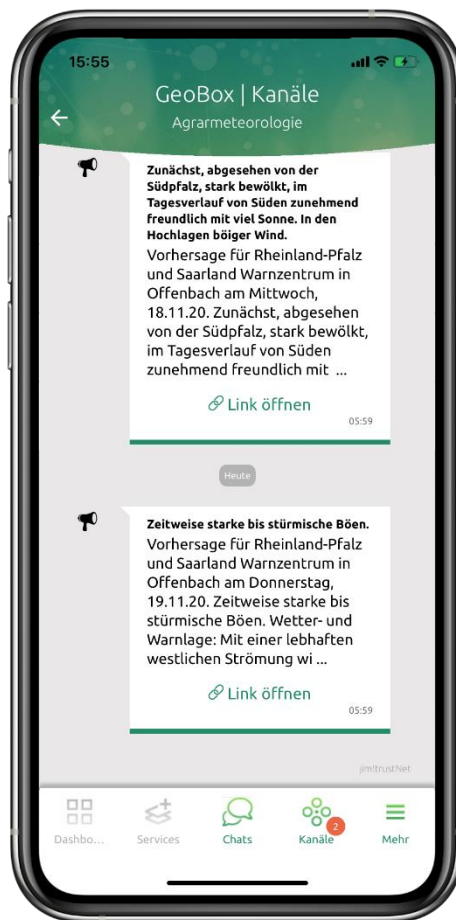 15:55
GeoBox | Kanäle
Agrarmeteorologie
Zunächst, abgesehen von der
Südpfalz, stark bewölkt, im
Tagesverlauf von Süden zunehmend
freundlich mit viel Sonne. In den
Hochlagen böiger Wind.
Vorhersage für Rheinland-Pfalz
und Saarland Warnzentrum in
Offenbach am Mittwoch,
18.11.20. Zunächst, abgesehen
von der Südpfalz, stark bewölkt,
im Tagesverlauf von Süden
zunehmend freundlich mit ...
Link öffnen
05:59
Heute
Zeitweise starke bis stürmische Böen.
Vorhersage für Rheinland-Pfalz
und Saarland Warnzentrum in
Offenbach am Donnerstag,
19.11.20. Zeitweise starke bis
stürmische Böen. Wetter- und
Warnlage: Mit einer lebhaften
westlichen Strömung wi ...
Link öffnen
05:59
jim!trustNet
2
Dashbo... Services Chats Kanäle Mehr